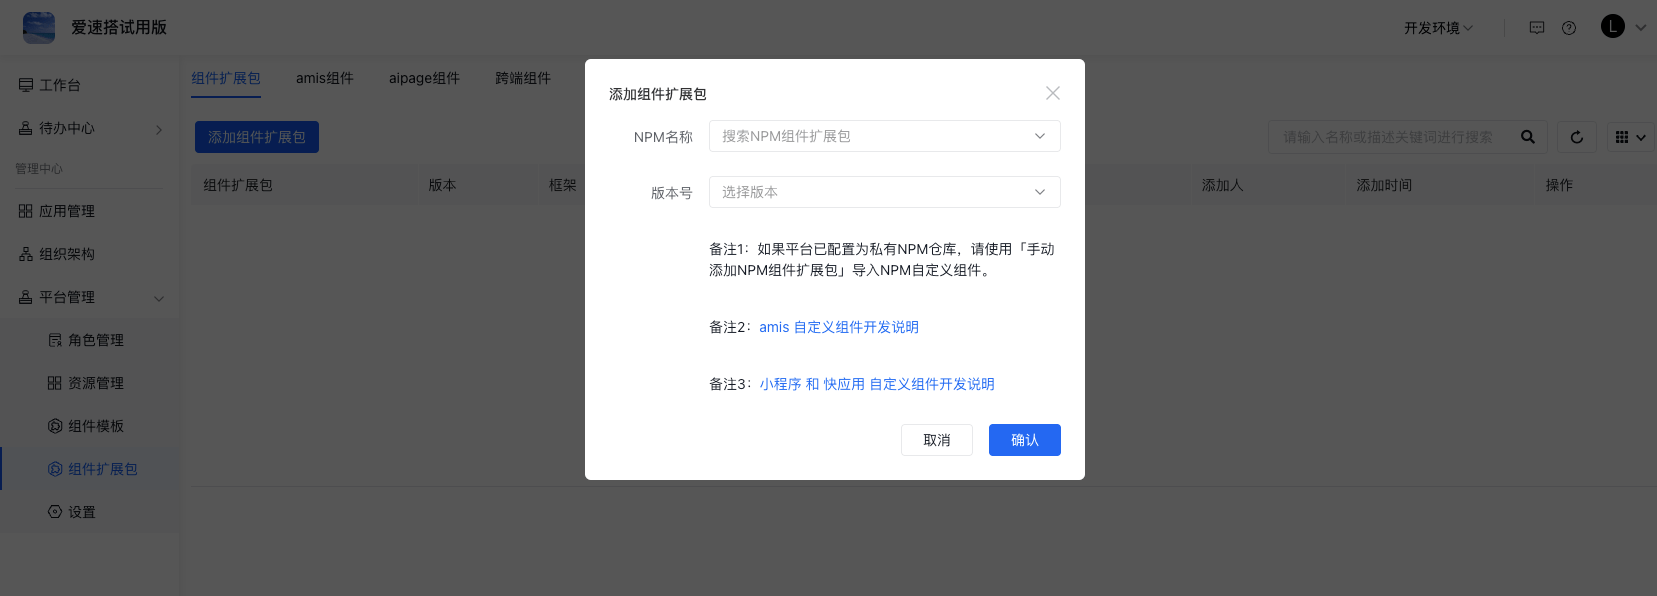 爱速搭试用版
开发环境
L
工作台
待办中心
管理中心
应用管理
组织架构
平台管理
角色管理
资源管理
组件模板
组件扩展包
设置
组件扩展包 amis组件 aipage组件 跨端组件
添加组件扩展包
请输入名称或描述关键词进行搜索
组件扩展包 版本 框架 添加人 添加时间 操作
添加组件扩展包
NPM名称 搜索NPM组件扩展包
版本号 选择版本
备注1：如果平台已配置为私有NPM仓库，请使用「手动
添加NPM组件扩展包」导入NPM自定义组件。
备注2：amis 自定义组件开发说明
备注3：小程序 和 快应用 自定义组件开发说明
取消 确认